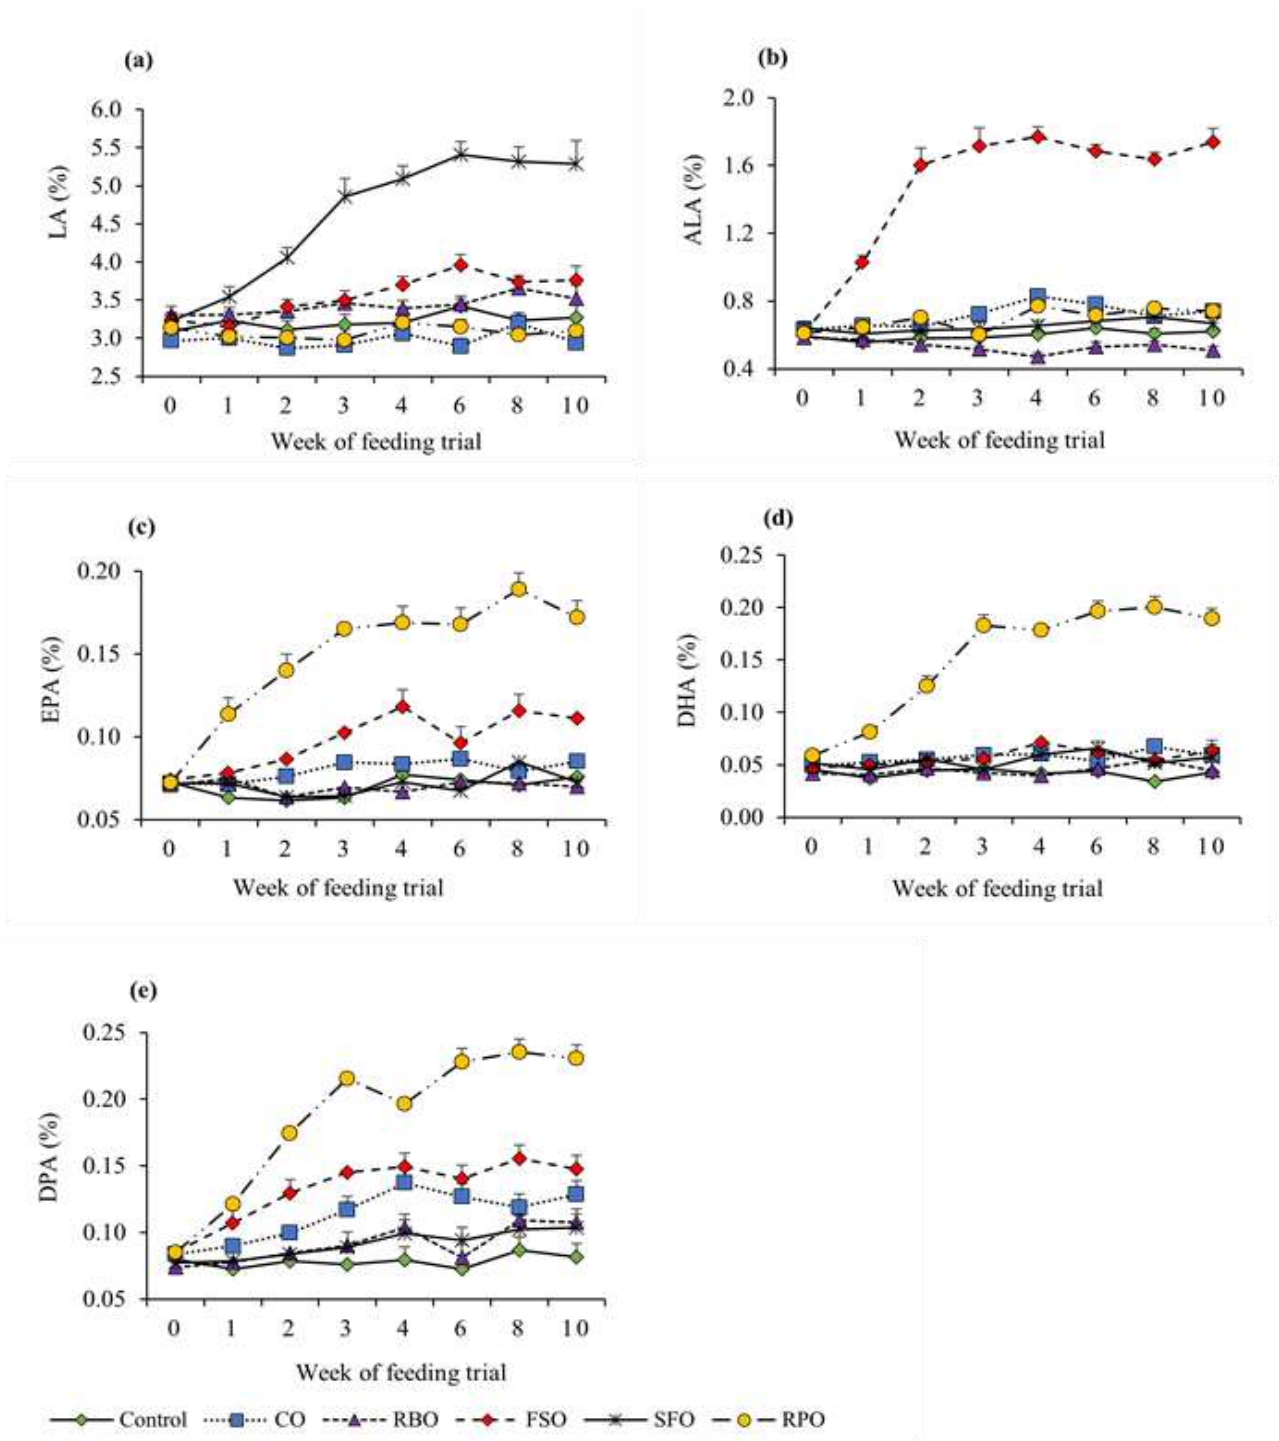 (a)
6.0
5.5
5.0
4.5
4.0
3.5
3.0
2.5
LA (%)
0 1 2 3 4 6 8 10
Week of feeding trial
(b)
2.0
1.6
1.2
0.8
0.4
ALA (%)
0 1 2 3 4 6 8 10
Week of feeding trial
(c)
0.20
0.15
0.10
0.05
EPA (%)
0 1 2 3 4 6 8 10
Week of feeding trial
(d)
0.25
0.20
0.15
0.10
0.05
0.00
DHA (%)
0 1 2 3 4 6 8 10
Week of feeding trial
(e)
0.25
0.20
0.15
0.10
0.05
DPA (%)
0 1 2 3 4 6 8 10
Week of feeding trial
Control CO RBO FSO SFO RPO